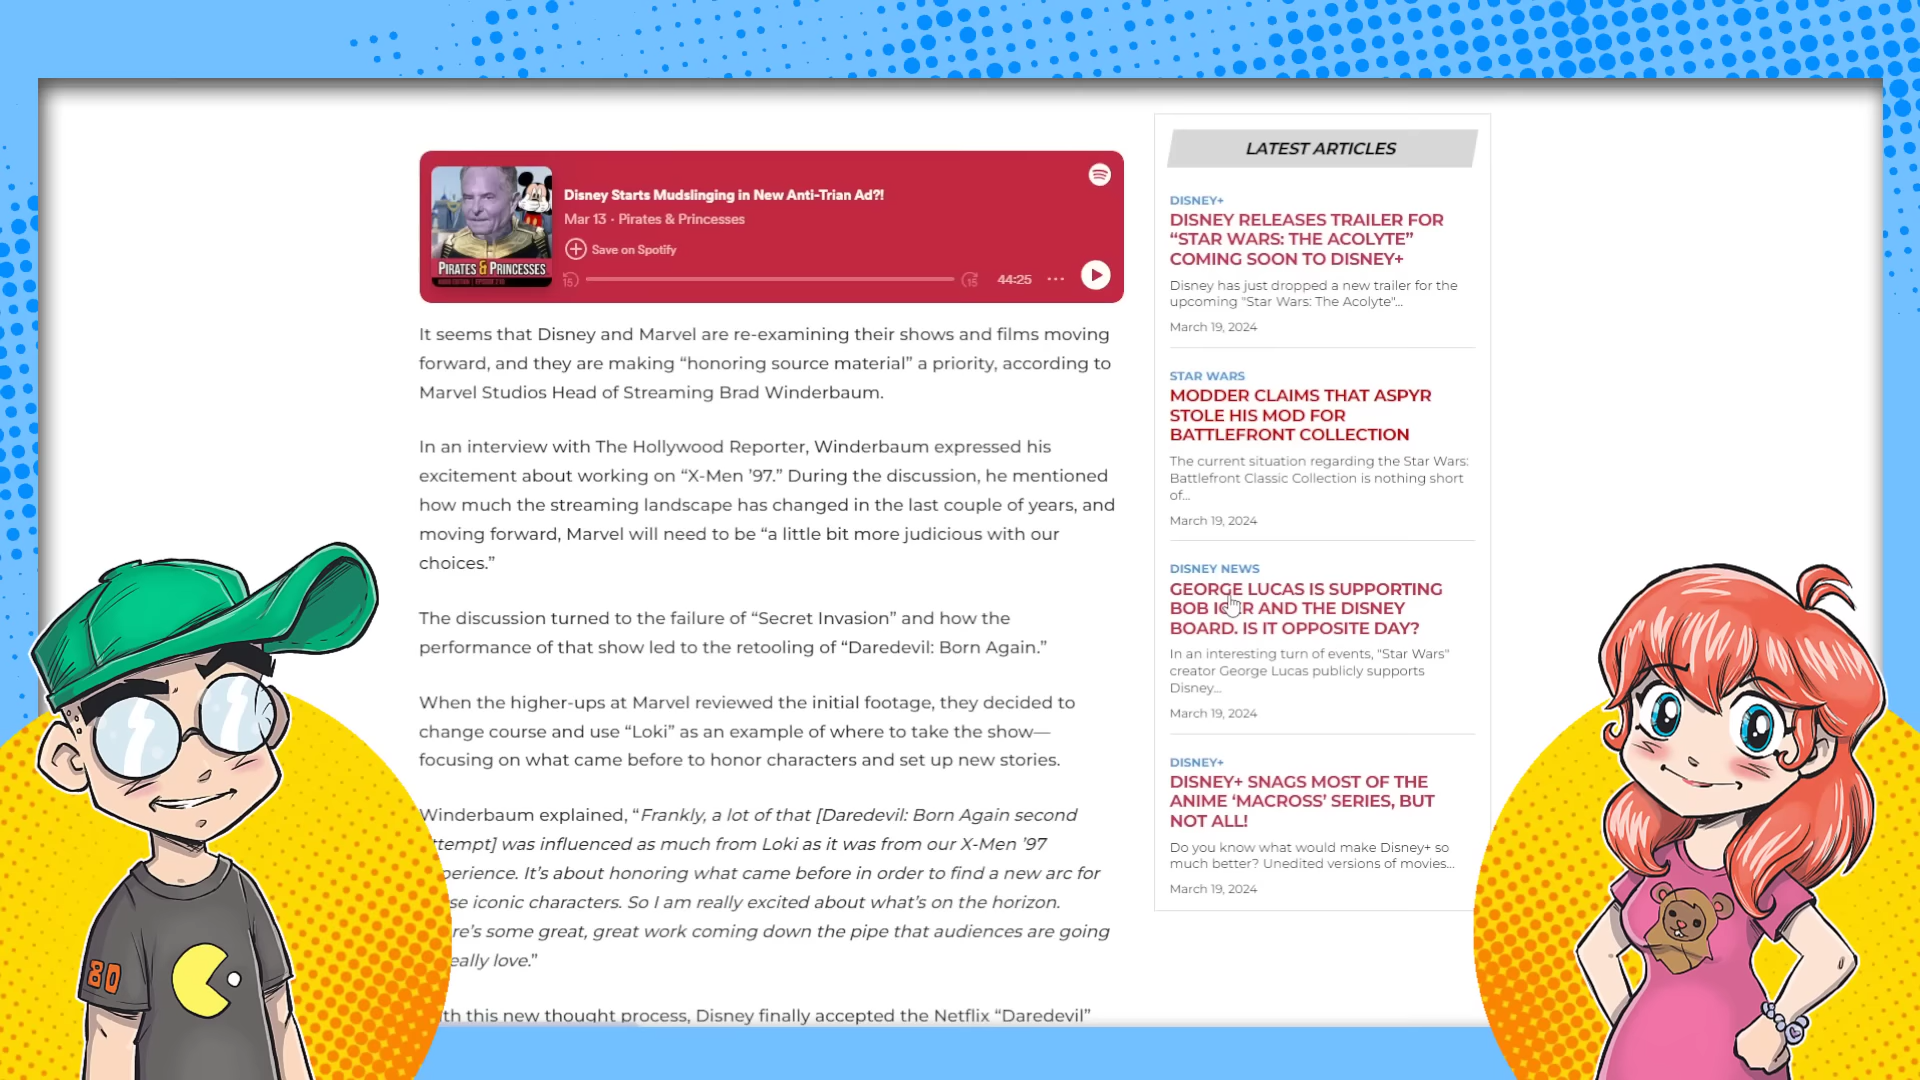 Disney Starts Mudslinging in New Anti-Trian Ad?!
Mar 13 · Pirates & Princesses
Save on Spotify
PIRATES & PRINCESSES
15
15
44:25
It seems that Disney and Marvel are re-examining their shows and films moving
forward, and they are making “honoring source material” a priority, according to
Marvel Studios Head of Streaming Brad Winderbaum.
In an interview with The Hollywood Reporter, Winderbaum expressed his
excitement about working on “X-Men ’97.” During the discussion, he mentioned
how much the streaming landscape has changed in the last couple of years, and
moving forward, Marvel will need to be “a little bit more judicious with our
choices.”
The discussion turned to the failure of “Secret Invasion” and how the
performance of that show led to the retooling of “Daredevil: Born Again.”
When the higher-ups at Marvel reviewed the initial footage, they decided to
change course and use “Loki” as an example of where to take the show—
focusing on what came before to honor characters and set up new stories.
Winderbaum explained, “Frankly, a lot of that [Daredevil: Born Again second
ttempt] was influenced as much from Loki as it was from our X-Men ’97
perience. It’s about honoring what came before in order to find a new arc for
se iconic characters. So I am really excited about what’s on the horizon.
re’s some great, great work coming down the pipe that audiences are going
eally love.”
th this new thought process, Disney finally accepted the Netflix “Daredevil”
LATEST ARTICLES
DISNEY+
DISNEY RELEASES TRAILER FOR
“STAR WARS: THE ACOLYTE”
COMING SOON TO DISNEY+
Disney has just dropped a new trailer for the
upcoming "Star Wars: The Acolyte"...
March 19, 2024
STAR WARS
MODDER CLAIMS THAT ASPYR
STOLE HIS MOD FOR
BATTLEFRONT COLLECTION
The current situation regarding the Star Wars:
Battlefront Classic Collection is nothing short
of...
March 19, 2024
DISNEY NEWS
GEORGE LUCAS IS SUPPORTING
BOB IGER AND THE DISNEY
BOARD. IS IT OPPOSITE DAY?
In an interesting turn of events, "Star Wars"
creator George Lucas publicly supports
Disney...
March 19, 2024
DISNEY+
DISNEY+ SNAGS MOST OF THE
ANIME ‘MACROSS’ SERIES, BUT
NOT ALL!
Do you know what would make Disney+ so
much better? Unedited versions of movies...
March 19, 2024
80